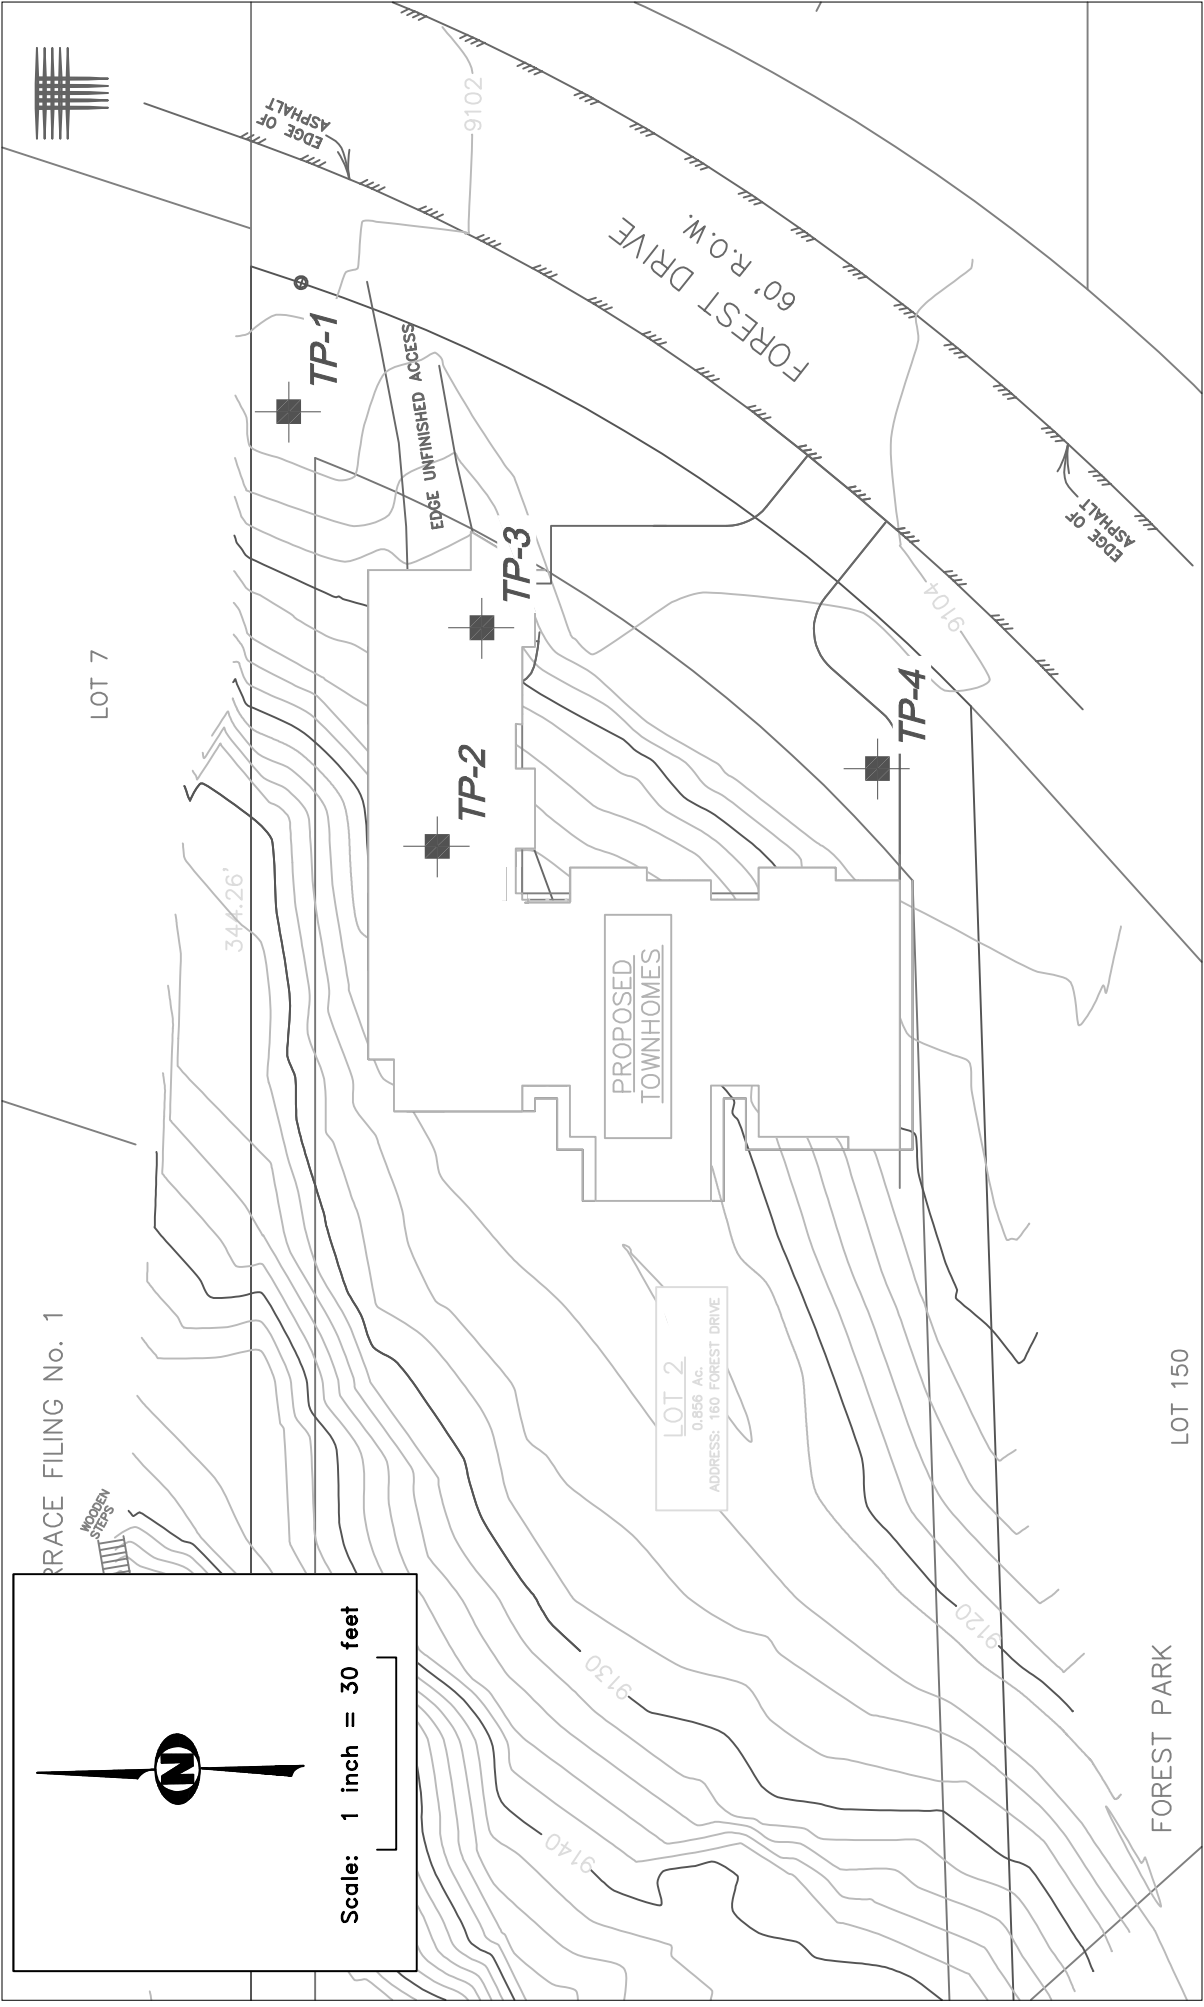 EDGE OF
ASPHALT
9102
FOREST DRIVE
60' R.O.W.
TP-1
EDGE UNFINISHED ACCESS
TP-3
EDGE OF
ASPHALT
9104
LOT 7
TP-4
TP-2
344.26'
PROPOSED
TOWNHOMES
LOT 2
0.856 Ac.
ADDRESS: 160 FOREST DRIVE
RRACE FILING No. 1
LOT 150
WOODEN
STEPS
9120
9130
FOREST PARK
9140
N
Scale: 1 inch = 30 feet